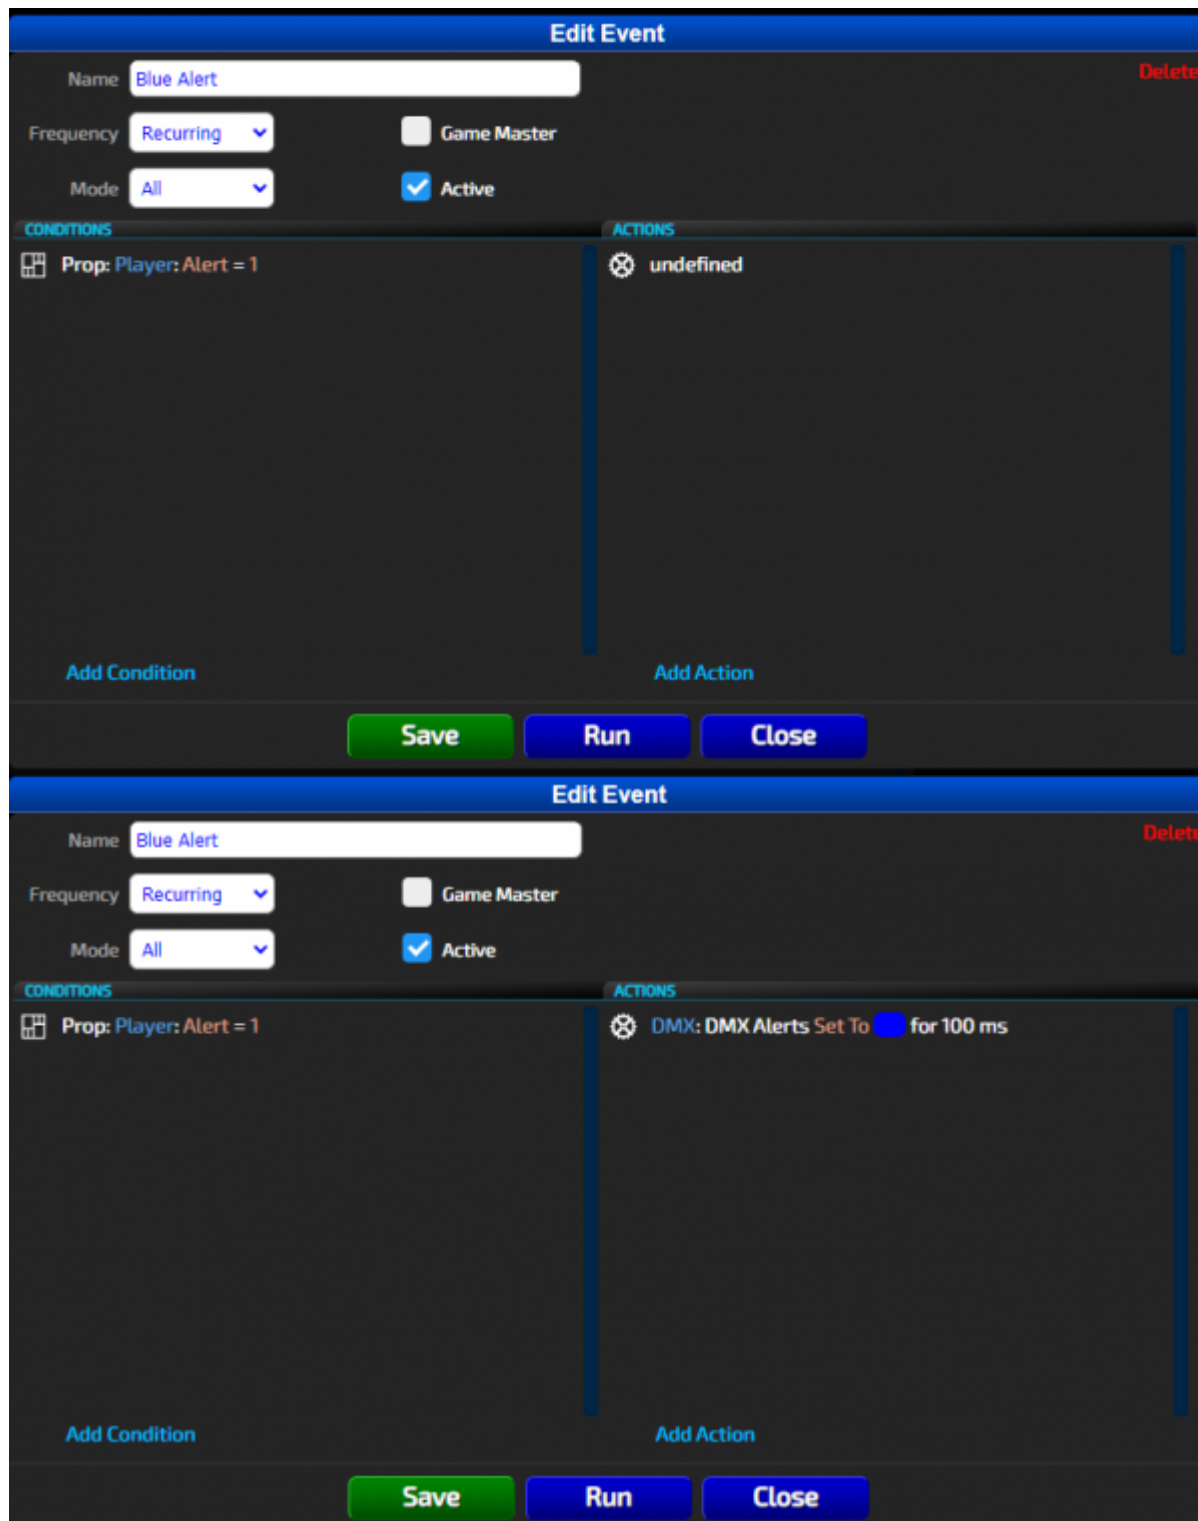 Edit Event
Name Blue Alert Delete
Frequency Recurring Game Master
Mode All Active
CONDITIONS ACTIONS
Prop: Player: Alert = 1 undefined
Add Condition Add Action
Save Run Close
Edit Event
Name Blue Alert Delete
Frequency Recurring Game Master
Mode All Active
CONDITIONS ACTIONS
Prop: Player: Alert = 1 DMX: DMX Alerts Set To for 100 ms
Add Condition Add Action
Save Run Close